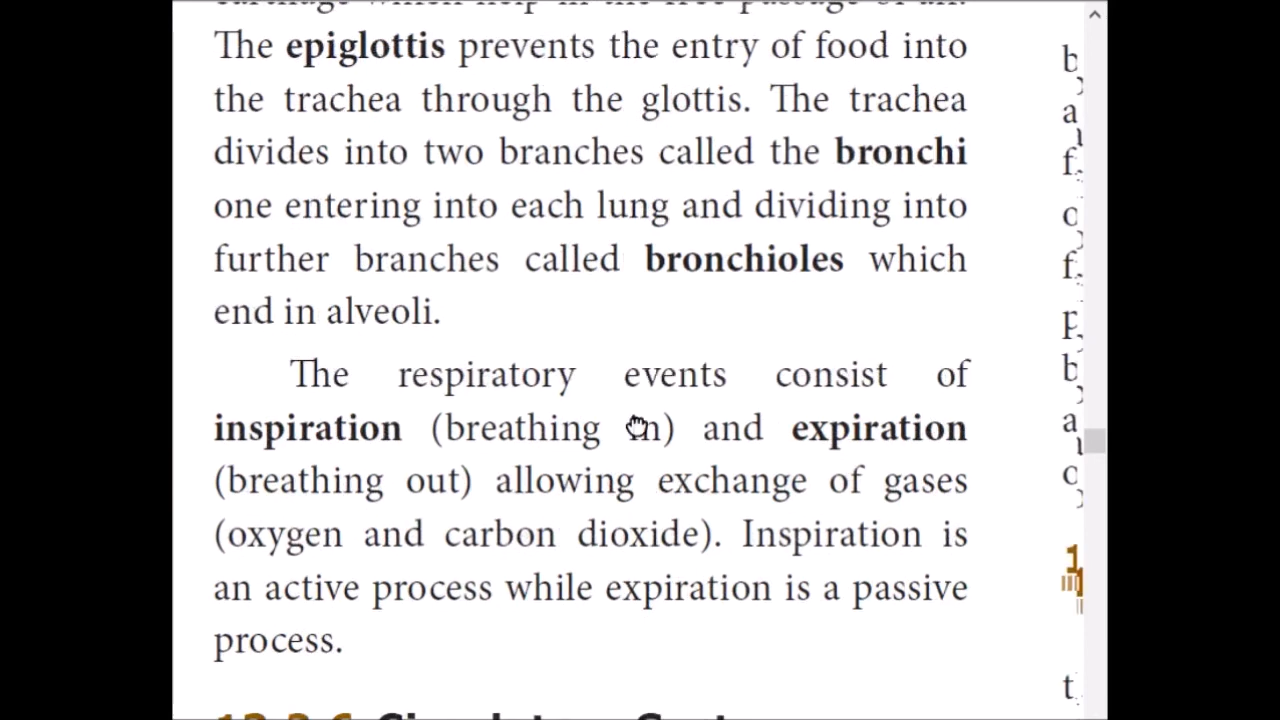 The epiglottis prevents the entry of food into
the trachea through the glottis. The trachea
divides into two branches called the bronchi
one entering into each lung and dividing into
further branches called bronchioles which
end in alveoli.
The respiratory events consist of
inspiration (breathing in) and expiration
(breathing out) allowing exchange of gases
(oxygen and carbon dioxide). Inspiration is
an active process while expiration is a passive
process.